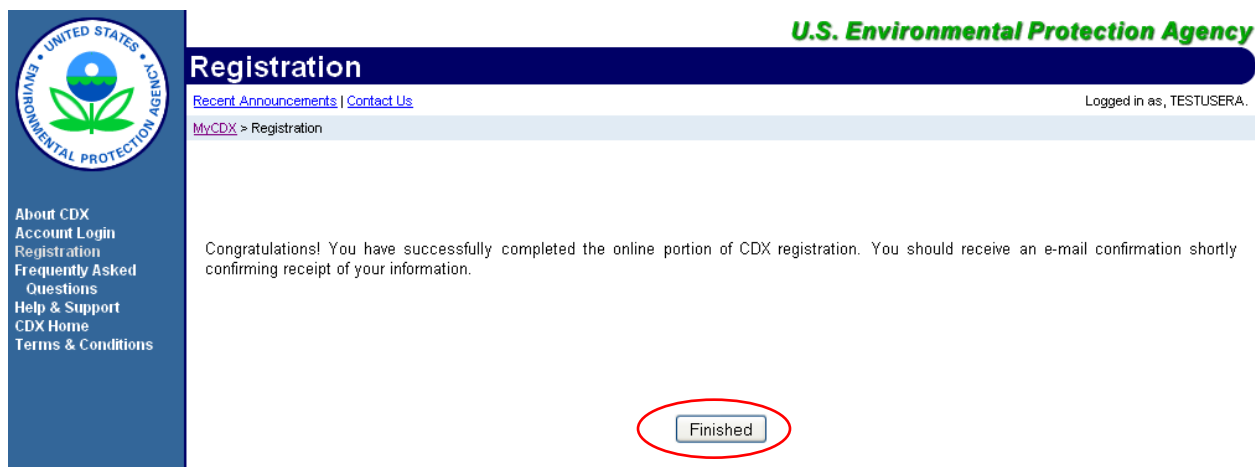 UNITED STATES
ENVIRONMENTAL PROTECTION AGENCY
U.S. Environmental Protection Agency
Registration
Recent Announcements | Contact Us
Logged in as, TESTUSERA.
MyCDX > Registration
About CDX
Account Login
Registration
Frequently Asked
Questions
Help & Support
CDX Home
Terms & Conditions
Congratulations! You have successfully completed the online portion of CDX registration. You should receive an e-mail confirmation shortly
confirming receipt of your information.
Finished